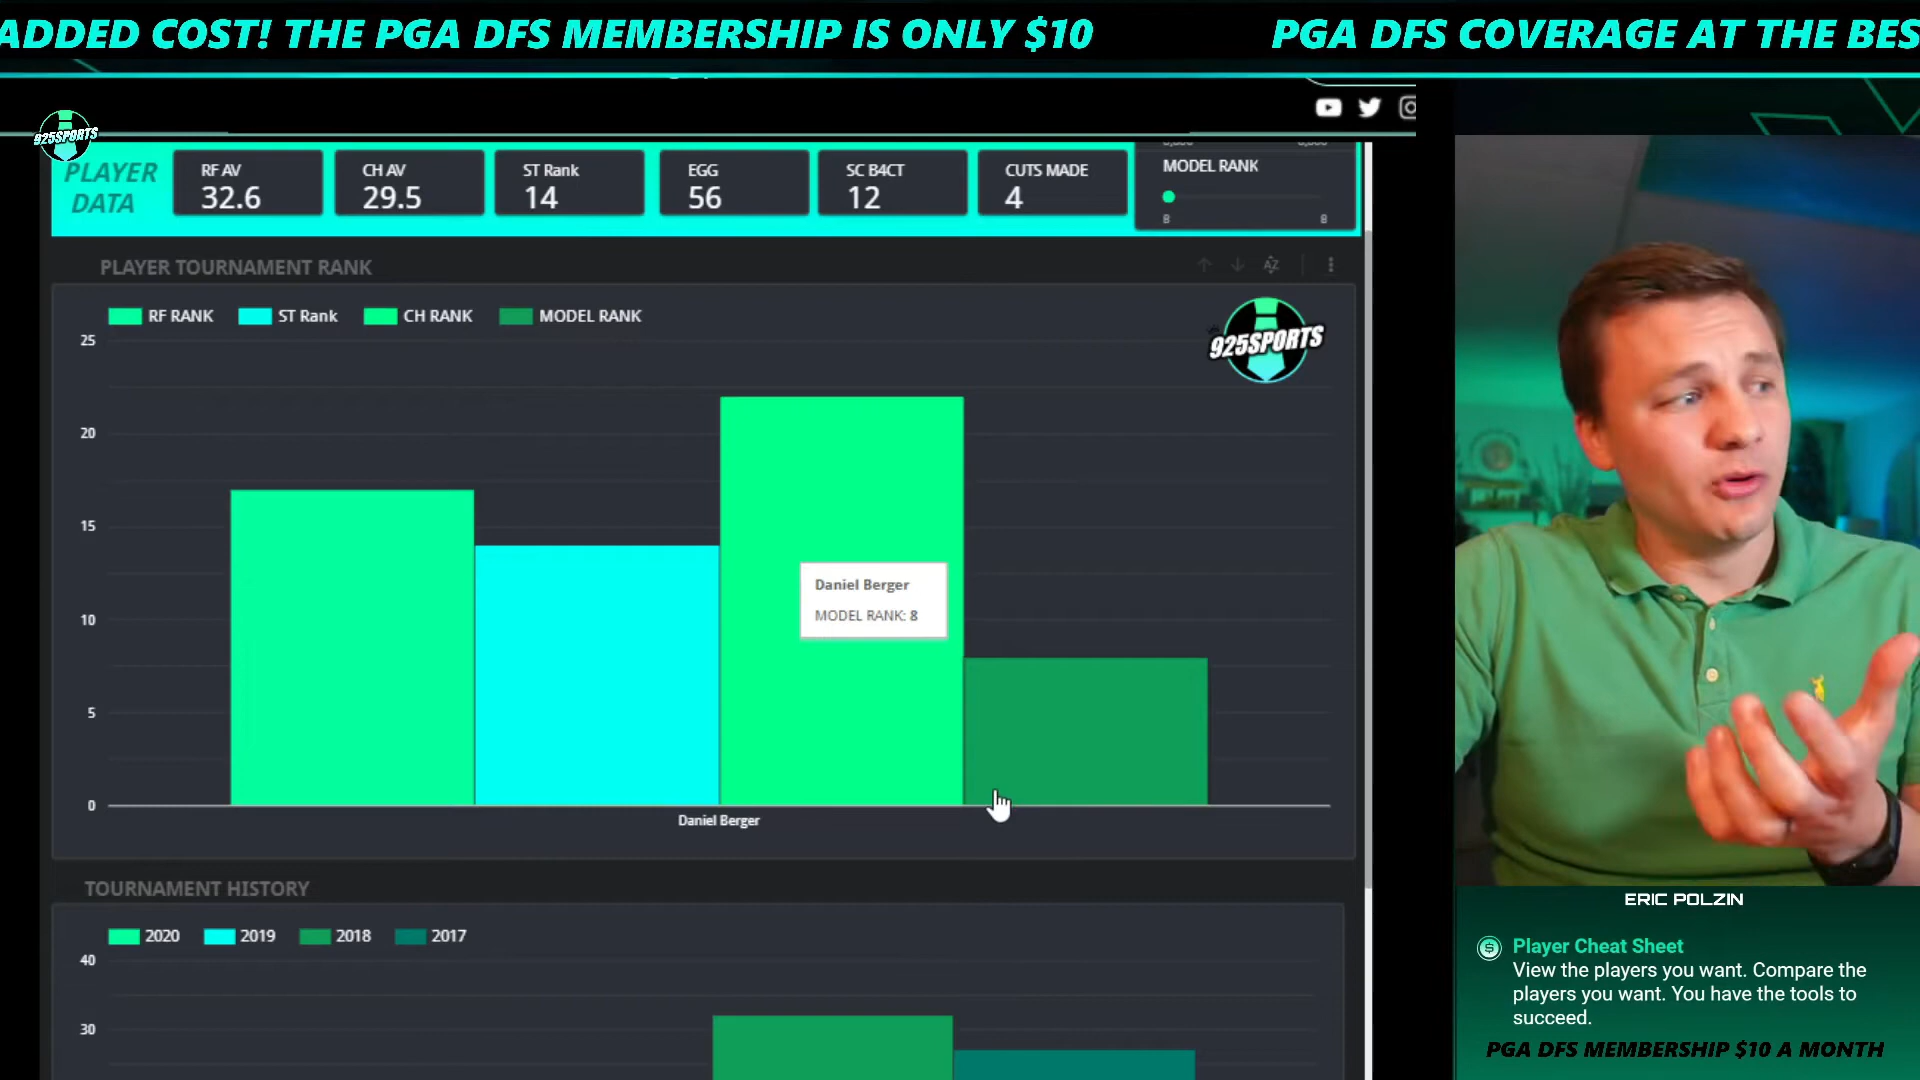 ADDED COST! THE PGA DFS MEMBERSHIP IS ONLY $10
PGA DFS COVERAGE AT THE BES
925SPORTS
PLAYER DATA
RF AV
32.6
CH AV
29.5
ST Rank
14
EGG
56
SC B4CT
12
CUTS MADE
4
MODEL RANK
8 8
PLAYER TOURNAMENT RANK
RF RANK ST Rank CH RANK MODEL RANK
925SPORTS
25
20
15
10
5
0
Daniel Berger
MODEL RANK: 8
Daniel Berger
TOURNAMENT HISTORY
2020 2019 2018 2017
40
30
ERIC POLZIN
Player Cheat Sheet
View the players you want. Compare the
players you want. You have the tools to
succeed.
PGA DFS MEMBERSHIP $10 A MONTH